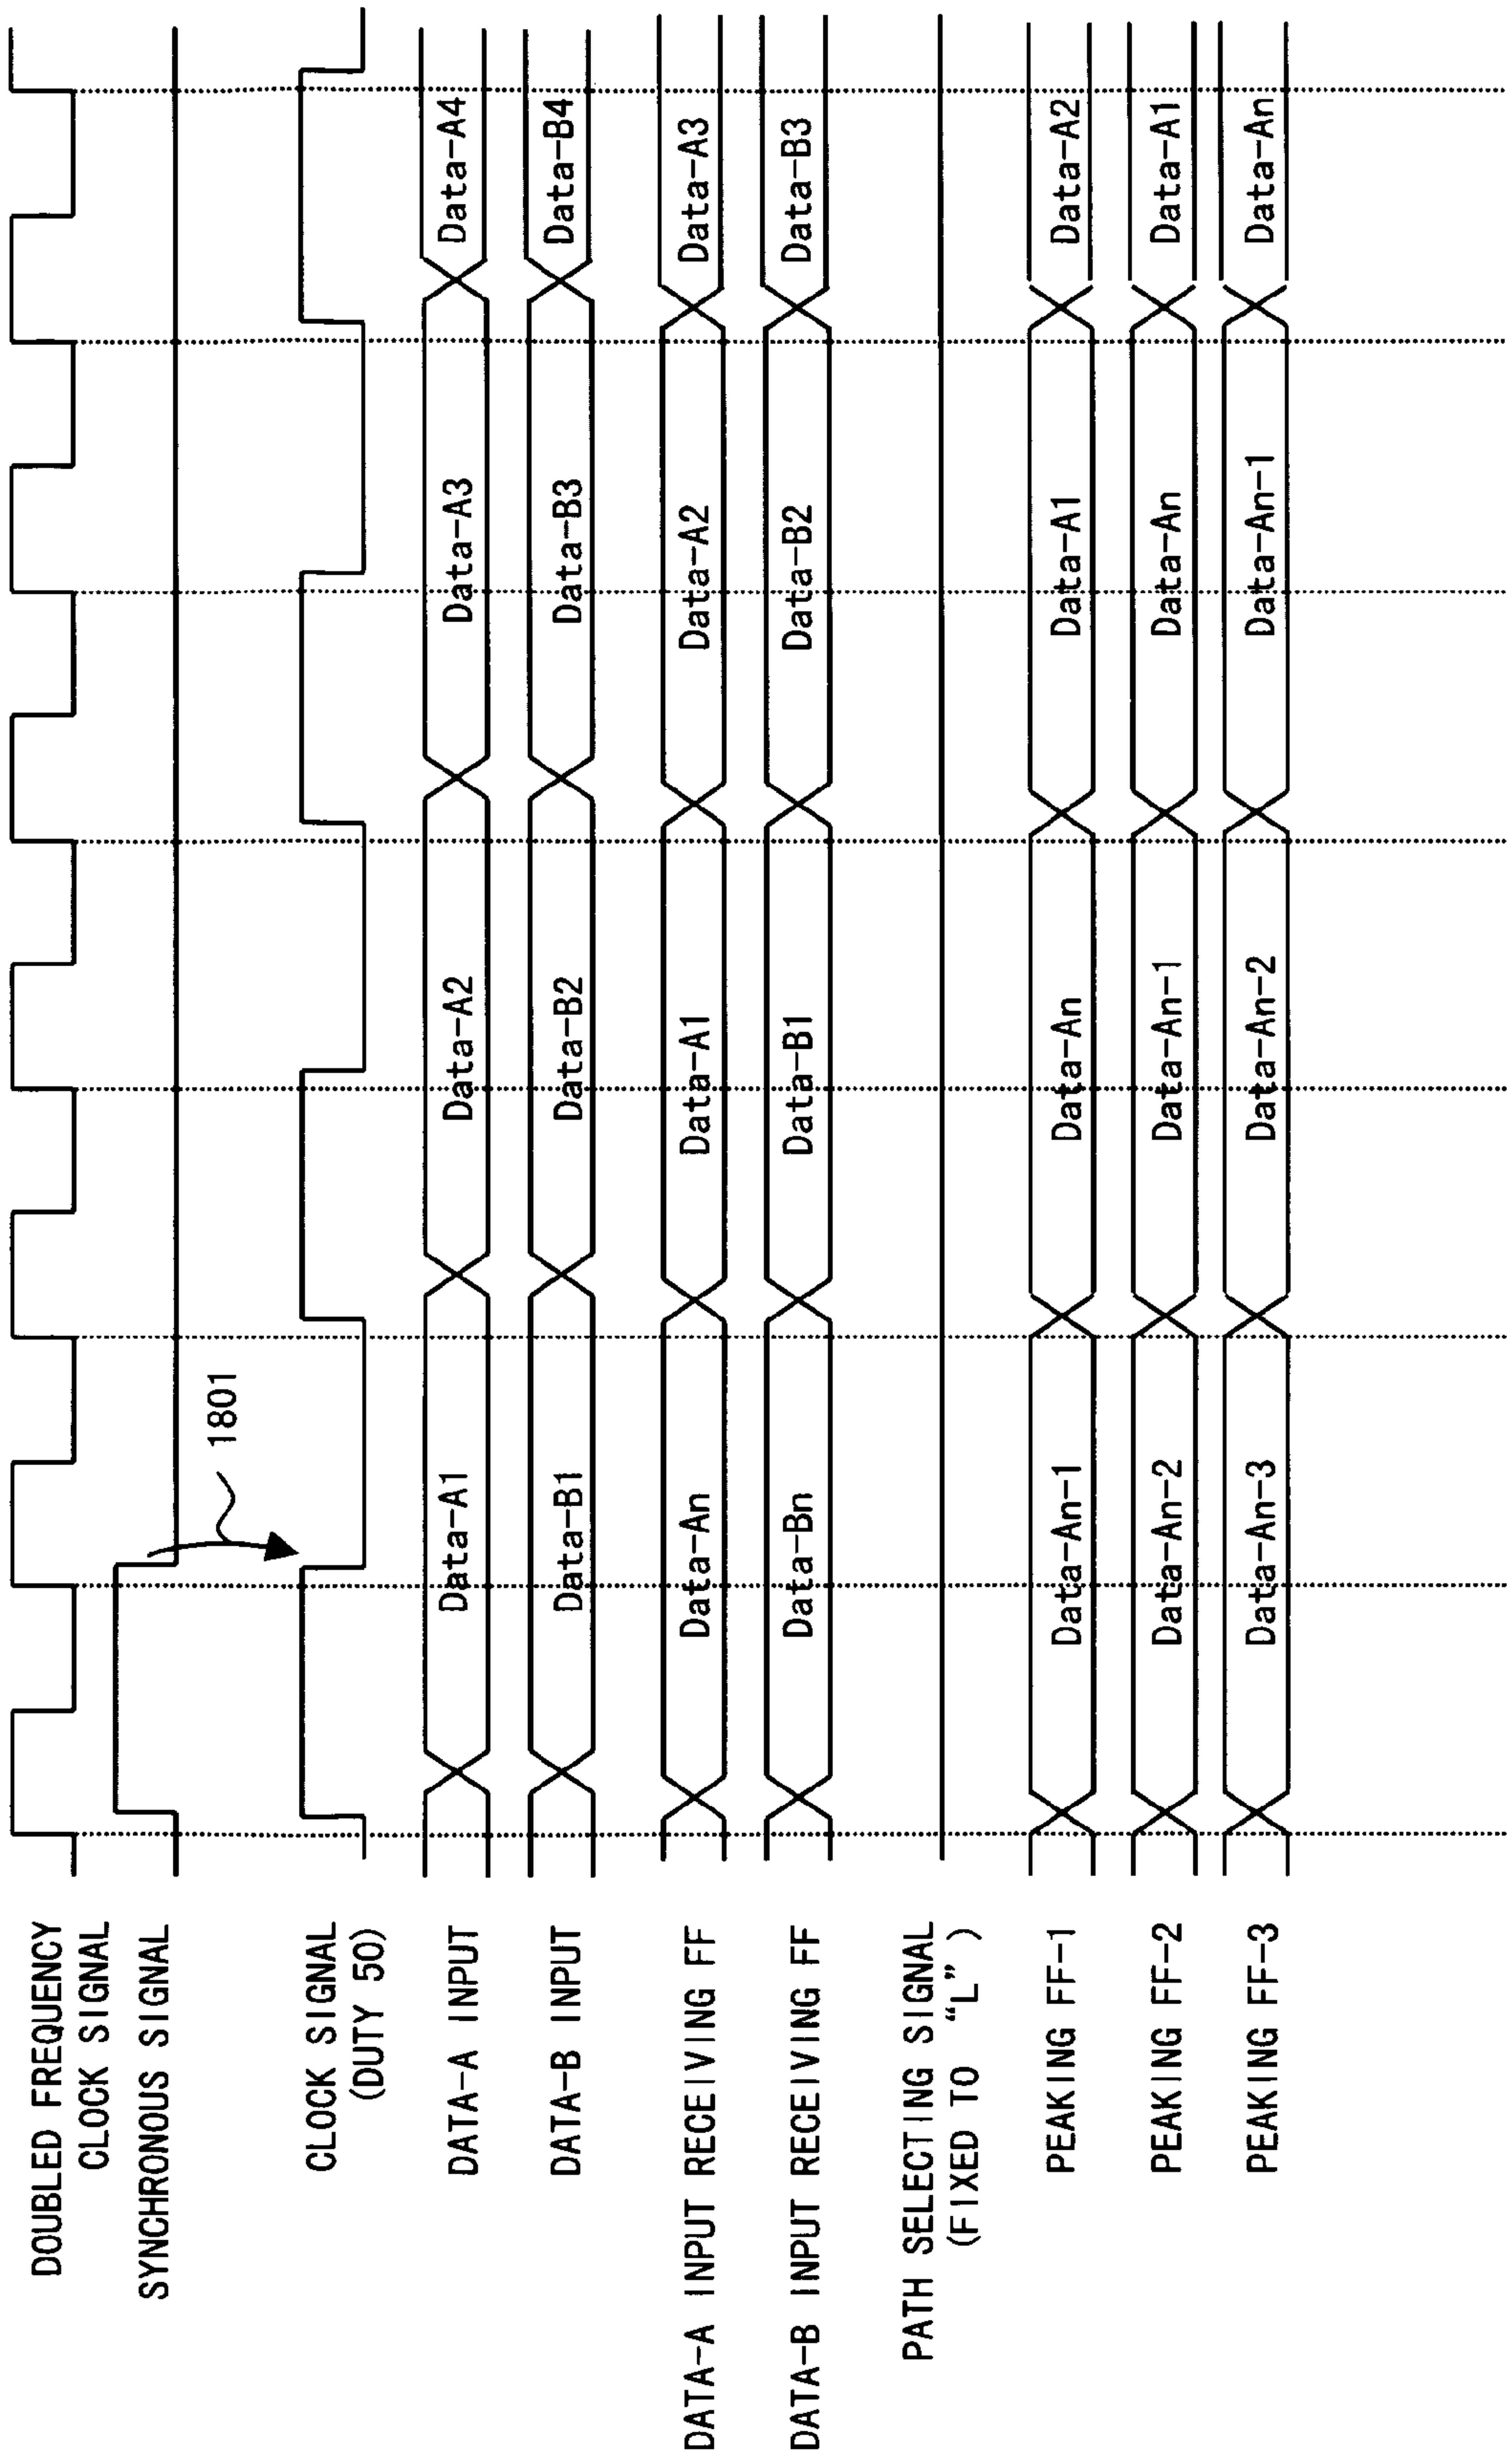 DOUBLED FREQUENCY
CLOCK SIGNAL
SYNCHRONOUS SIGNAL
1801
CLOCK SIGNAL
(DUTY 50)
DATA-A INPUT
Data-A1
Data-A2
Data-A3
Data-A4
DATA-B INPUT
Data-B1
Data-B2
Data-B3
Data-B4
DATA-A INPUT RECEIVING FF
Data-An
Data-A1
Data-A2
Data-A3
DATA-B INPUT RECEIVING FF
Data-Bn
Data-B1
Data-B2
Data-B3
PATH SELECTING SIGNAL
(FIXED TO “L”)
PEAKING FF-1
Data-An-1
Data-An
Data-A1
Data-A2
PEAKING FF-2
Data-An-2
Data-An-1
Data-An
Data-A1
PEAKING FF-3
Data-An-3
Data-An-2
Data-An-1
Data-An